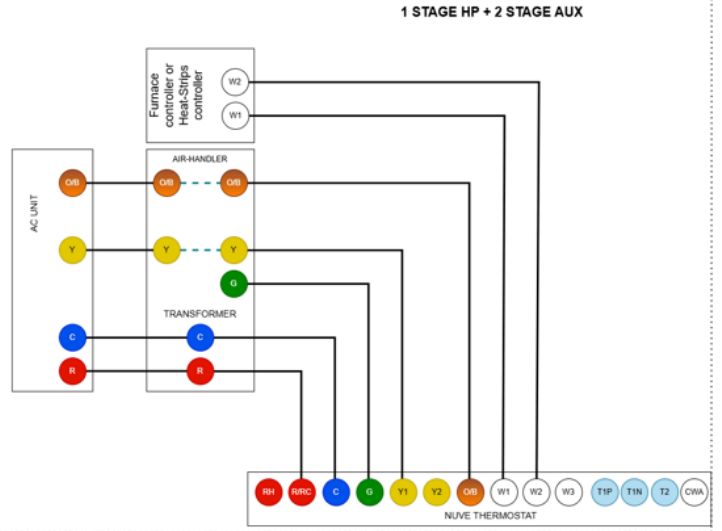 1 STAGE HP + 2 STAGE AUX
Furnace
controller or
Heat-Strips
controller
W2
W1
AIR-HANDLER
AC UNIT
O/B O/B O/B
Y Y Y
G
TRANSFORMER
C C
R R
RH R/RC C G Y1 Y2 O/B W1 W2 W3 T1P T1N T2 CWA
NUVE THERMOSTAT